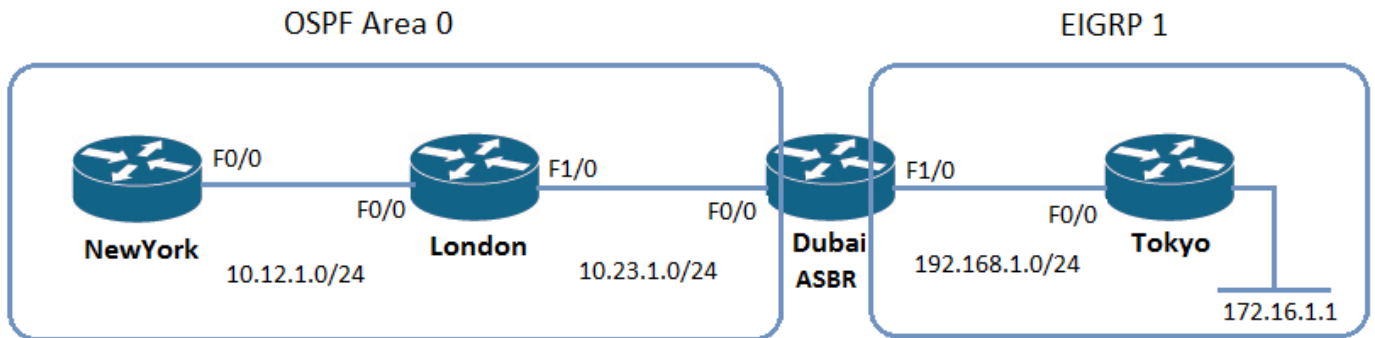 OSPF Area 0
EIGRP 1
F0/0
F0/0
F1/0
F0/0
F1/0
F0/0
NewYork
London
Dubai
ASBR
Tokyo
10.12.1.0/24
10.23.1.0/24
192.168.1.0/24
172.16.1.1